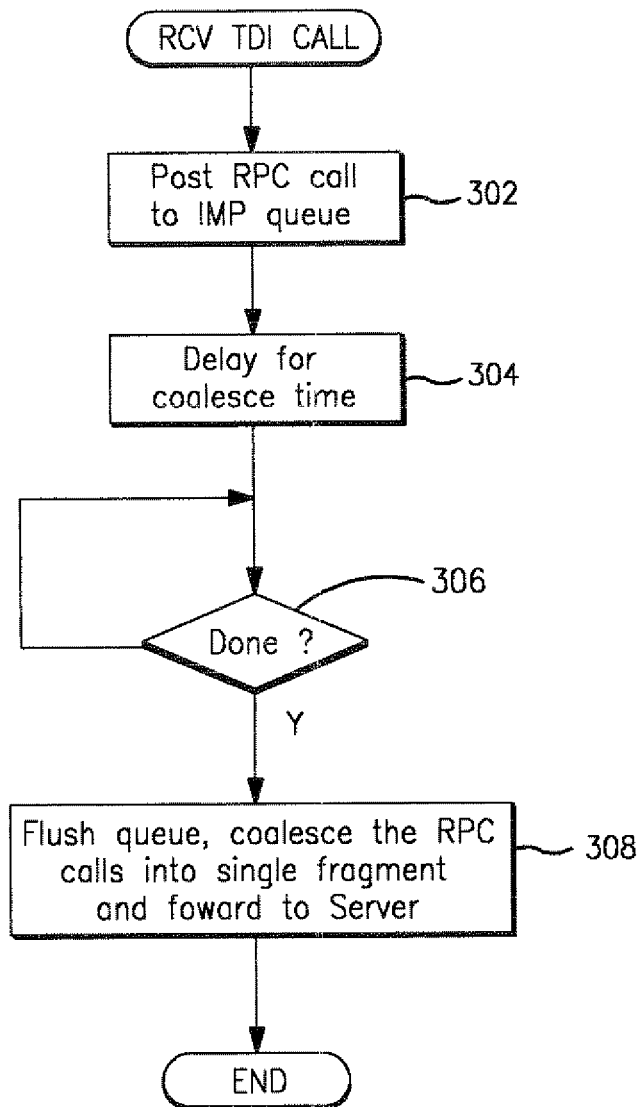 RCV TDI CALL
Post RPC call
to IMP queue
302
Delay for
coalesce time
304
306
Done ?
Y
Flush queue, coalesce the RPC
calls into single fragment
and foward to Server
308
END